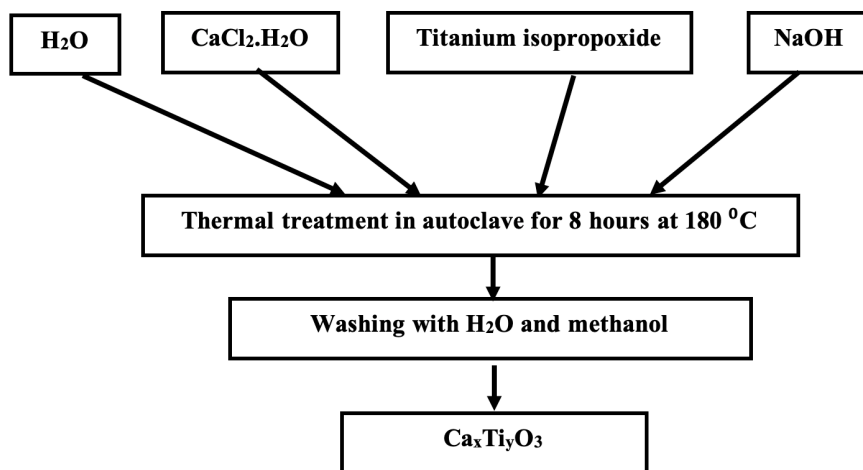 H₂O
CaCl₂.H₂O
Titanium isopropoxide
NaOH
Thermal treatment in autoclave for 8 hours at 180 ⁰C
Washing with H₂O and methanol
CaₓTiᵧO₃